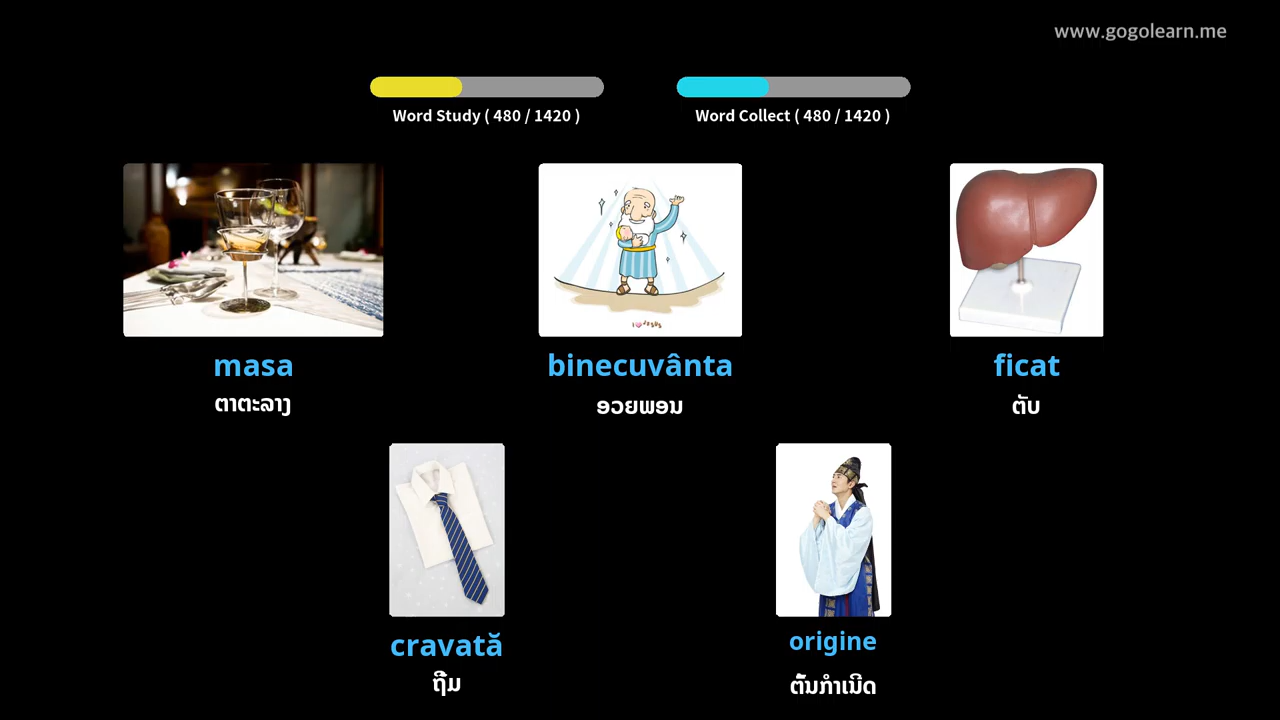 www.gogolearn.me
Word Study ( 480 / 1420 )
Word Collect ( 480 / 1420 )
I JESUS
masa
binecuvânta
ficat
ຕາຕະລາງ
ອວຍພອນ
ຕັບ
cravată
origine
ຖິ້ມ
ຕົ້ນກຳເນີດ